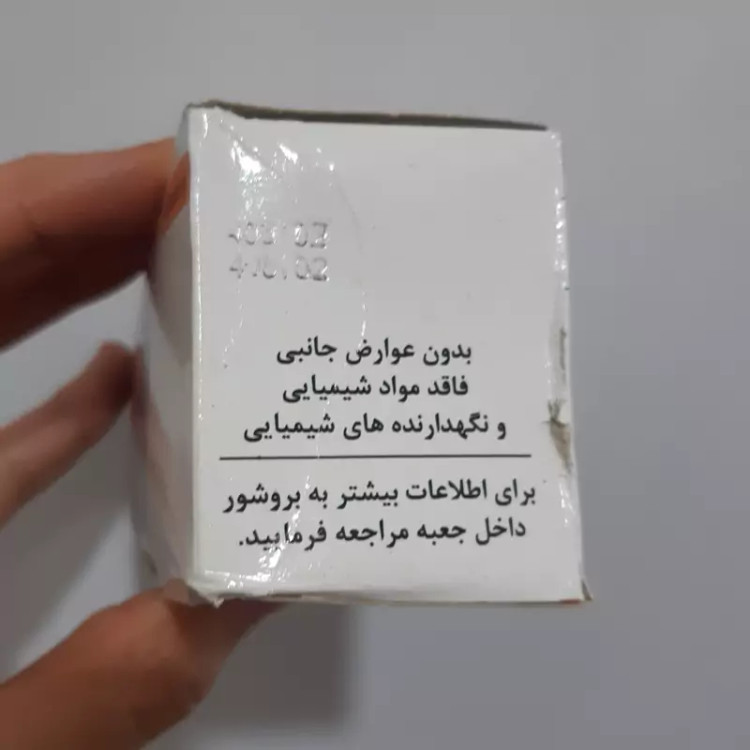 بدون عوارض جانبی
فاقد مواد شیمیایی
و نگهدارنده های شیمیایی
برای اطلاعات بیشتر به بروشور
داخل جعبه مراجعه فرمایید.